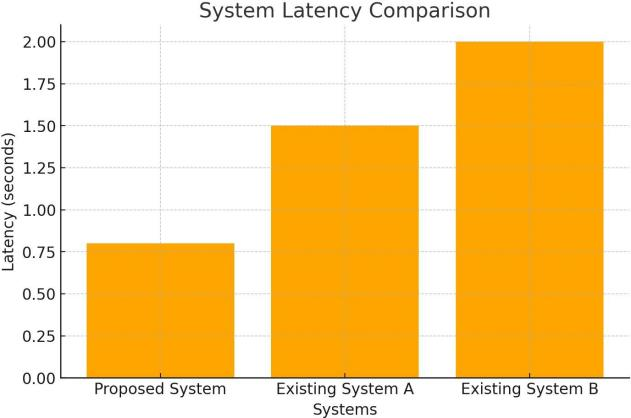 System Latency Comparison
Latency (seconds)
2.00
1.75
1.50
1.25
1.00
0.75
0.50
0.25
0.00
Proposed System
Existing System A
Existing System B
Systems